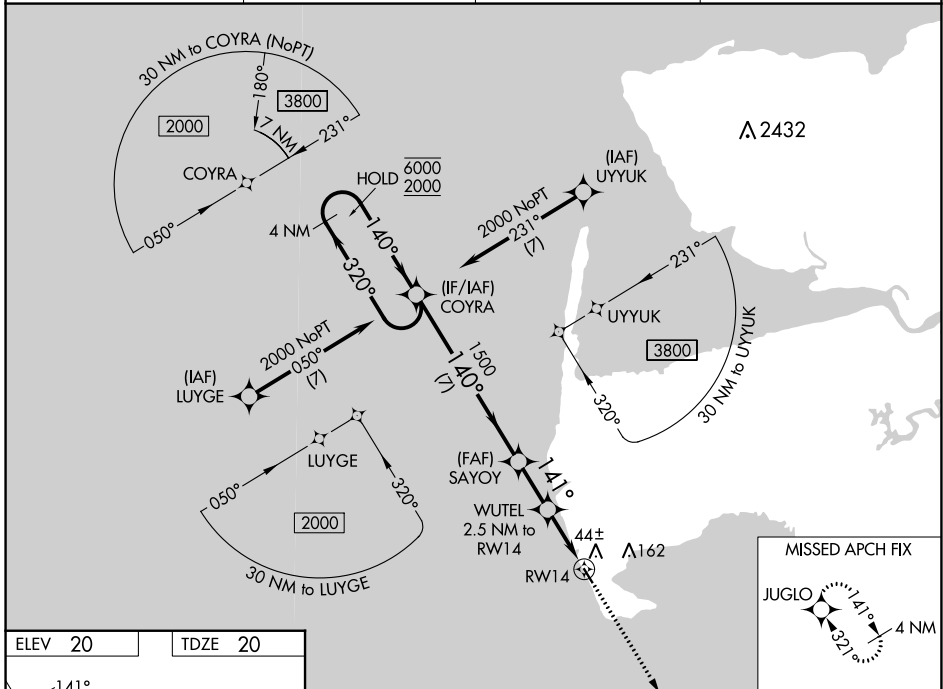 30 NM to COYRA (NoPT)
180°
3800
2000
7 NM
231°
COYRA
050°
HOLD 6000
2000
4 NM
140°
320°
(IAF)
UYYUK
2000 NoPT
231°
(7)
2432
(IF/IAF)
COYRA
2000 NoPT
050°
(7)
(IAF)
LUYGE
1500
140°
(7)
231°
UYYUK
3800
320°
30 NM to UYYUK
LUYGE
050°
320°
2000
30 NM to LUYGE
(FAF)
SAYOY
141°
WUTEL
2.5 NM to
RW14
44±
162
RW14
MISSED APCH FIX
JUGLO
141°
4 NM
321°
ELEV 20
TDZE 20
141°